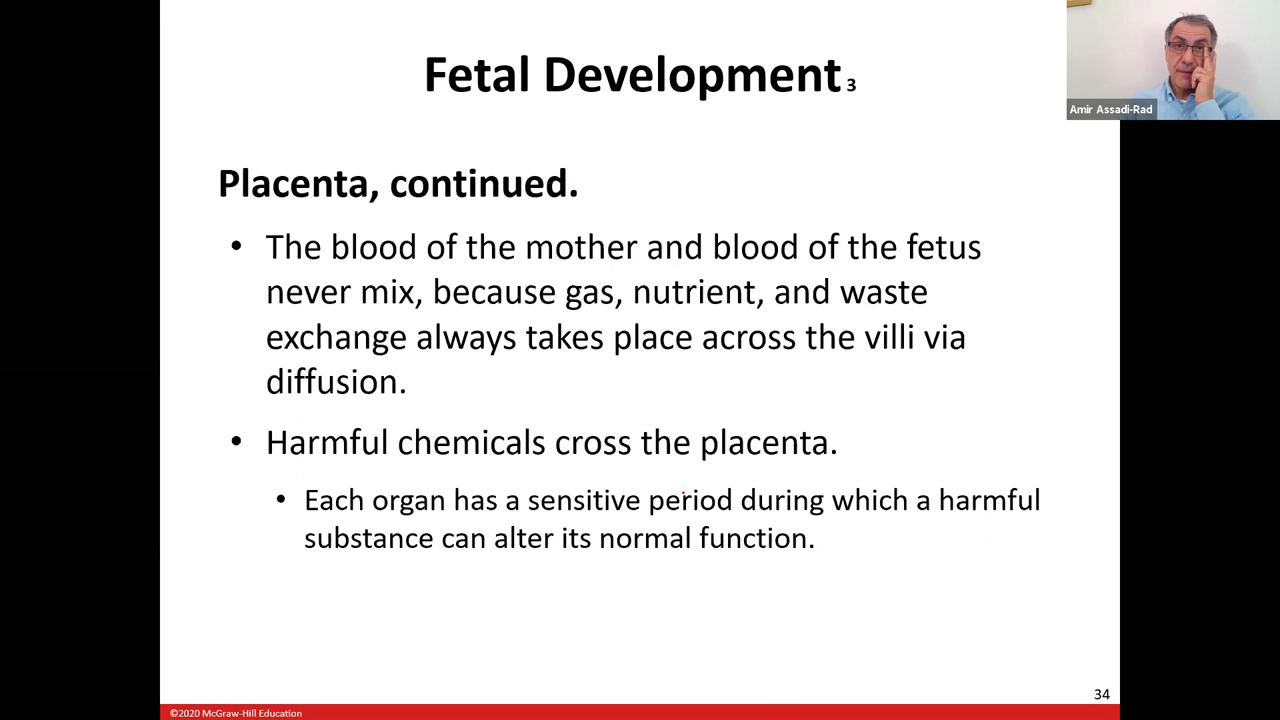 Fetal Development 3
Amir Assadi-Rad
Placenta, continued.
• The blood of the mother and blood of the fetus
never mix, because gas, nutrient, and waste
exchange always takes place across the villi via
diffusion.
• Harmful chemicals cross the placenta.
• Each organ has a sensitive period during which a harmful
substance can alter its normal function.
34
©2020 McGraw-Hill Education